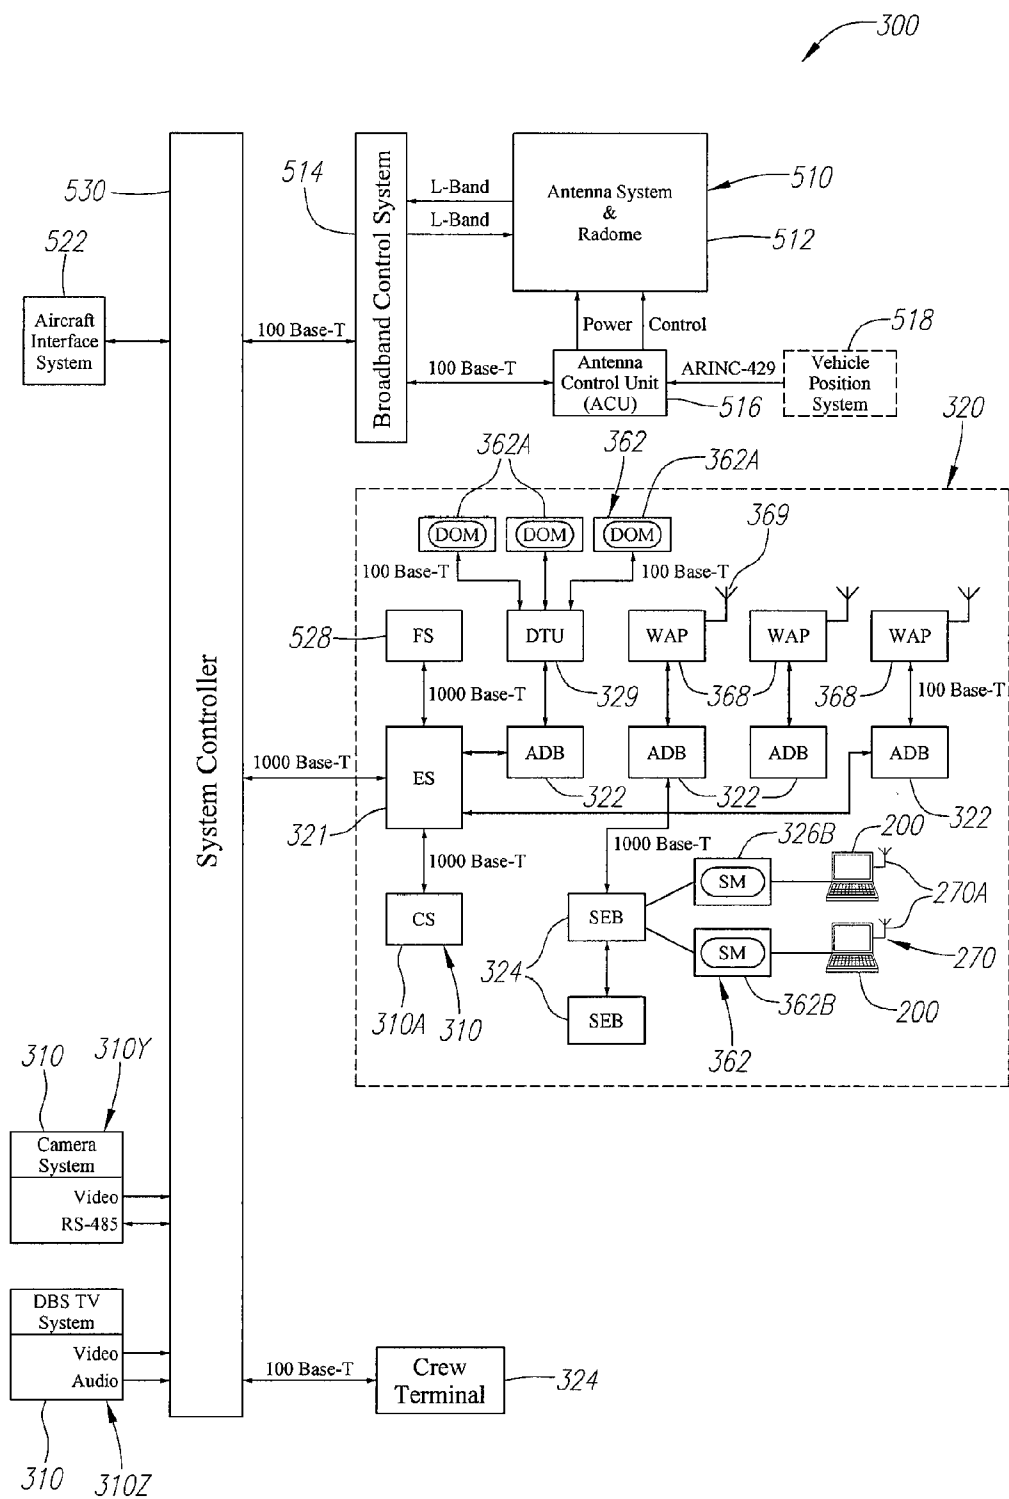 300
530
514
Broadband Control System
L-Band
L-Band
Antenna System
&
Radome
510
512
522
Aircraft
Interface
System
100 Base-T
Power
Control
518
100 Base-T
Antenna
Control Unit
(ACU)
ARINC-429
Vehicle
Position
System
516
320
362A
362
362A
DOM
DOM
DOM
369
100 Base-T
100 Base-T
528
FS
DTU
WAP
WAP
WAP
1000 Base-T
329
368
368
100 Base-T
System Controller
1000 Base-T
ES
ADB
ADB
ADB
ADB
321
322
322
322
1000 Base-T
1000 Base-T
326B
200
SM
270A
CS
SEB
SM
270
324
310A
310
362B
200
SEB
362
310
310Y
Camera
System
Video
RS-485
DBS TV
System
Video
Audio
100 Base-T
Crew
Terminal
324
310
310Z